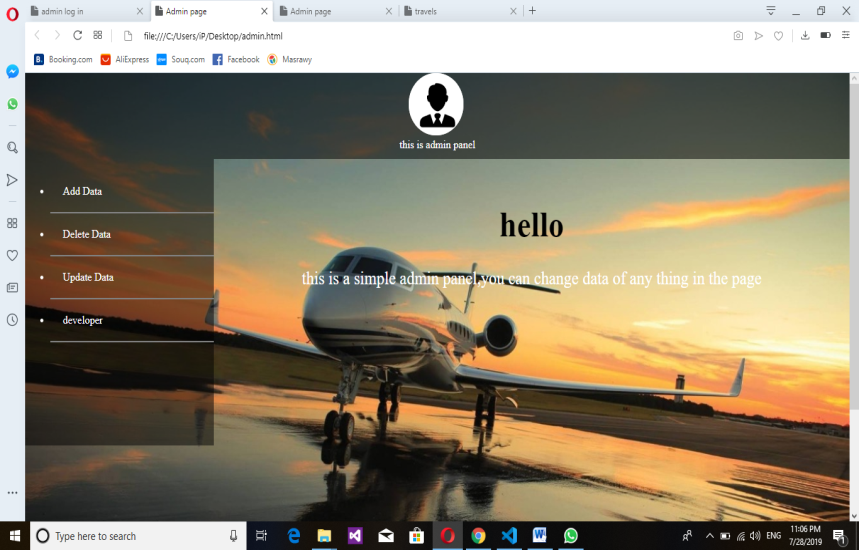 admin log in
Admin page
Admin page
travels
file:///C:/Users/iP/Desktop/admin.html
B.
Booking.com
AliExpress
Souq.com
Facebook
Masrawy
this is admin panel
Add Data
Delete Data
Update Data
developer
hello
this is a simple admin panel,you can change data of any thing in the page
Type here to search
ENG
11:06 PM
7/28/2019
1